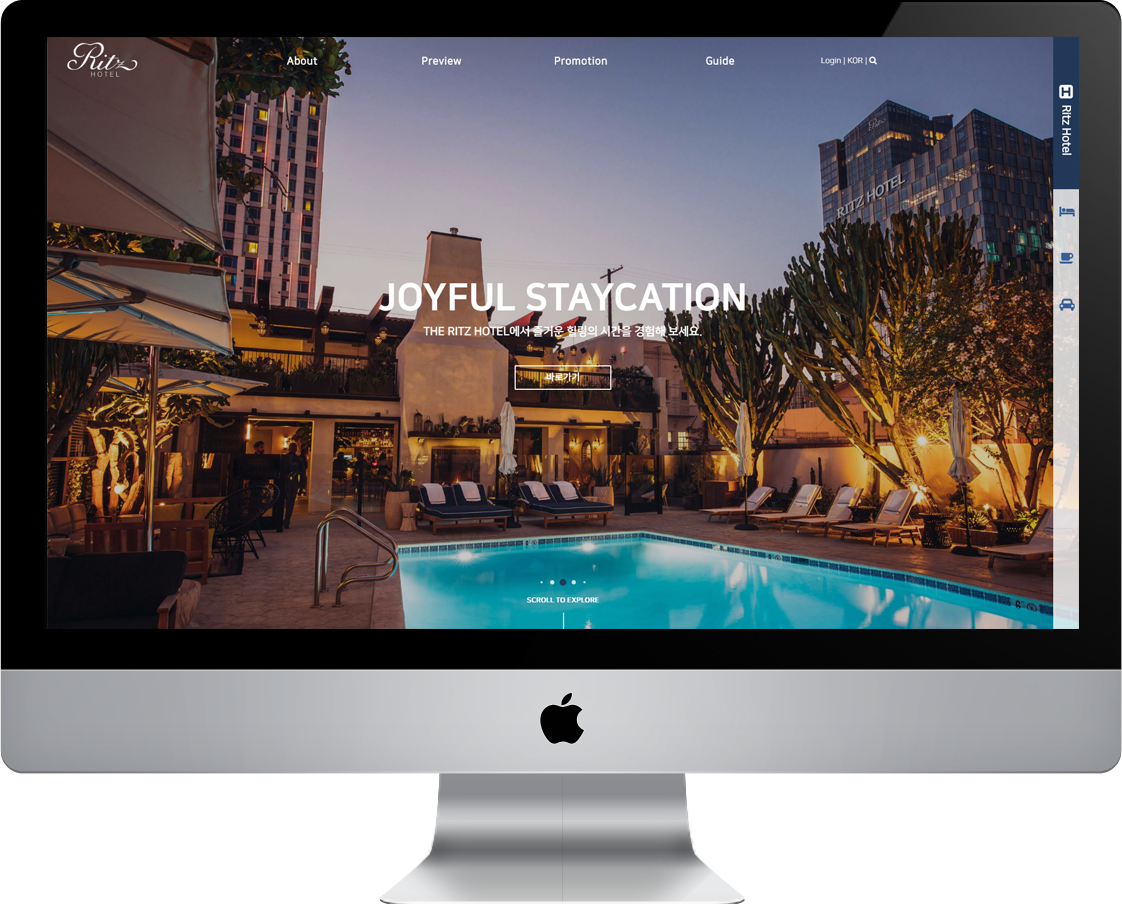 Ritz
HOTEL
About
Preview
Promotion
Guide
Login | KOR |
H Ritz Hotel
Ritz
RITZ HOTEL
JOYFUL STAYCATION
THE RITZ HOTEL에서 즐거운 힐링의 시간을 경험해 보세요.
바로가기
SCROLL TO EXPLORE